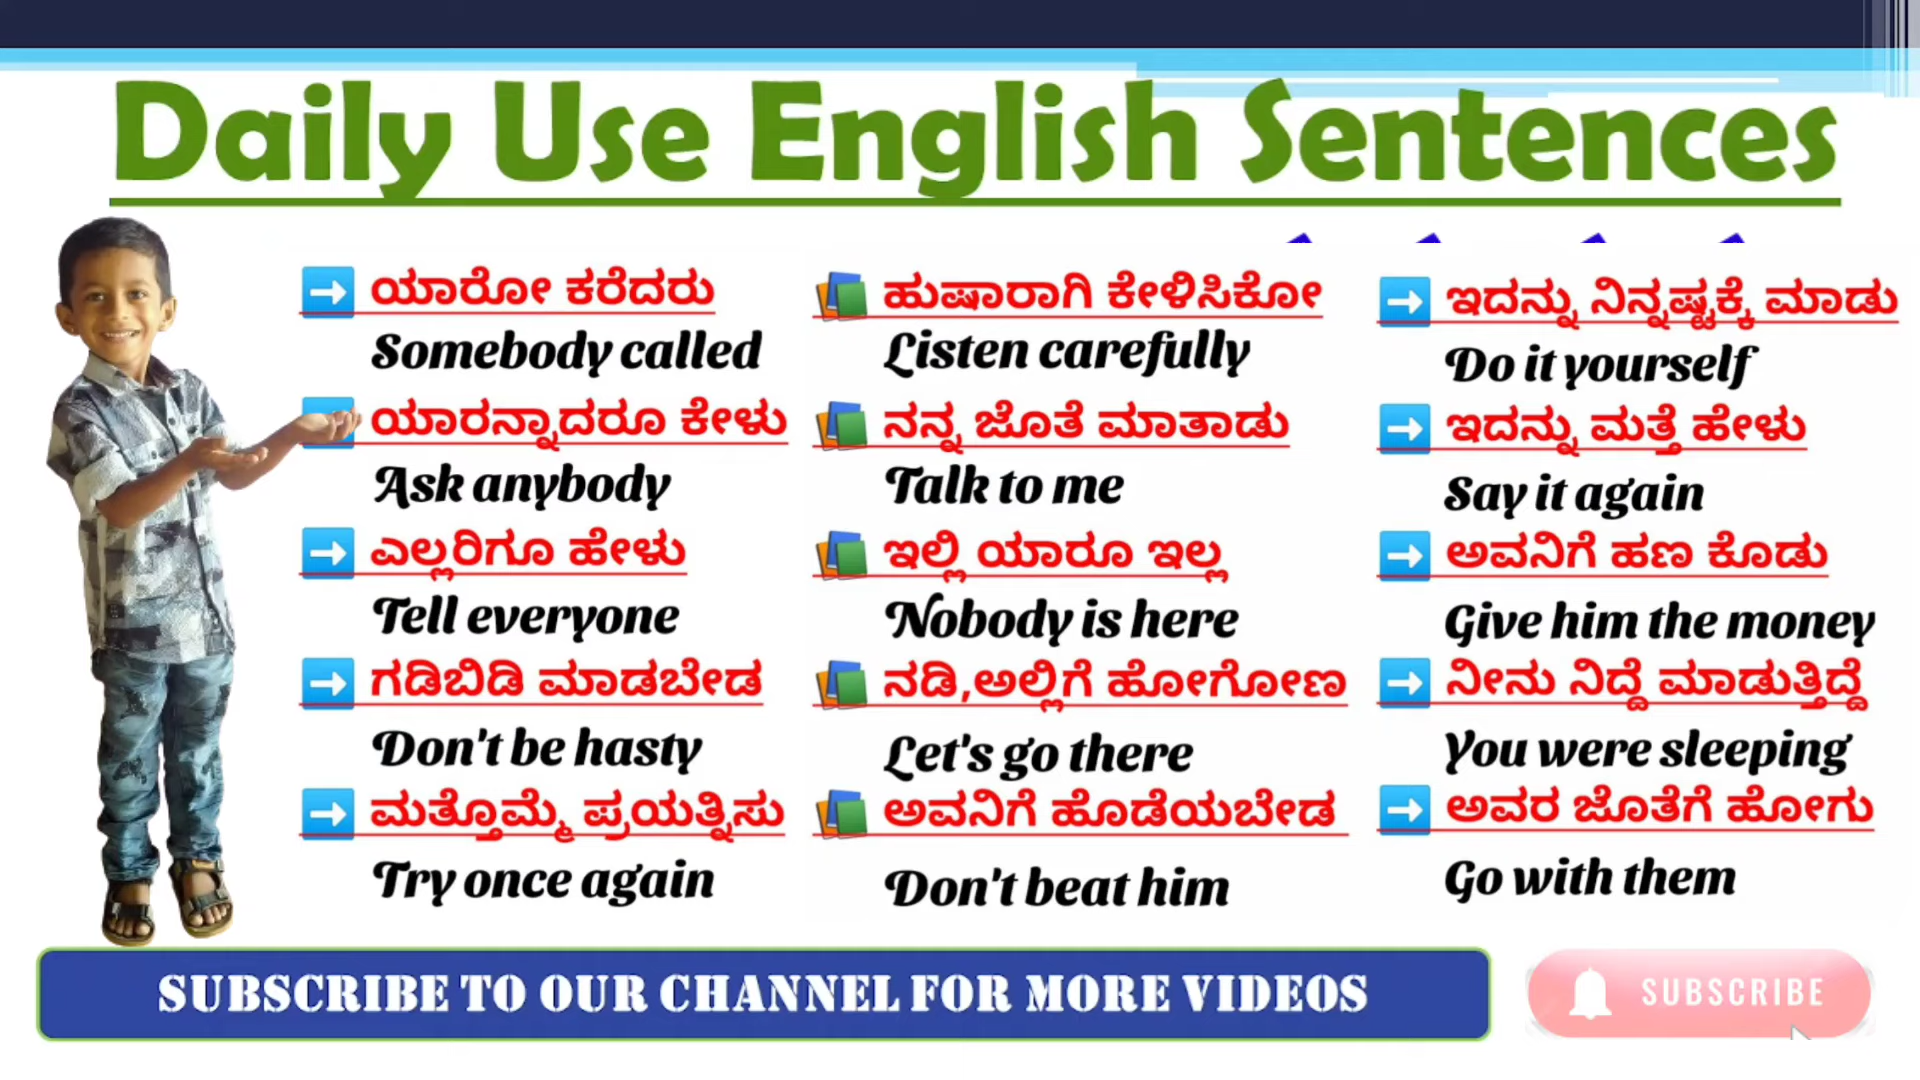 Daily Use English Sentences
ಯಾರೋ ಕರೆದರು
Somebody called
ಯಾರನ್ನಾದರೂ ಕೇಳು
Ask anybody
ಎಲ್ಲರಿಗೂ ಹೇಳು
Tell everyone
ಗಡಿಬಿಡಿ ಮಾಡಬೇಡ
Don't be hasty
ಮತ್ತೊಮ್ಮೆ ಪ್ರಯತ್ನಿಸು
Try once again
ಹುಷಾರಾಗಿ ಕೇಳಿಸಿಕೋ
Listen carefully
ನನ್ನ ಜೊತೆ ಮಾತಾಡು
Talk to me
ಇಲ್ಲಿ ಯಾರೂ ಇಲ್ಲ
Nobody is here
ನಡಿ,ಅಲ್ಲಿಗೆ ಹೋಗೋಣ
Let's go there
ಅವನಿಗೆ ಹೊಡೆಯಬೇಡ
Don't beat him
ಇದನ್ನು ನಿನ್ನಷ್ಟಕ್ಕೆ ಮಾಡು
Do it yourself
ಇದನ್ನು ಮತ್ತೆ ಹೇಳು
Say it again
ಅವನಿಗೆ ಹಣ ಕೊಡು
Give him the money
ನೀನು ನಿದ್ದೆ ಮಾಡುತ್ತಿದ್ದೆ
You were sleeping
ಅವರ ಜೊತೆಗೆ ಹೋಗು
Go with them
SUBSCRIBE TO OUR CHANNEL FOR MORE VIDEOS
SUBSCRIBE